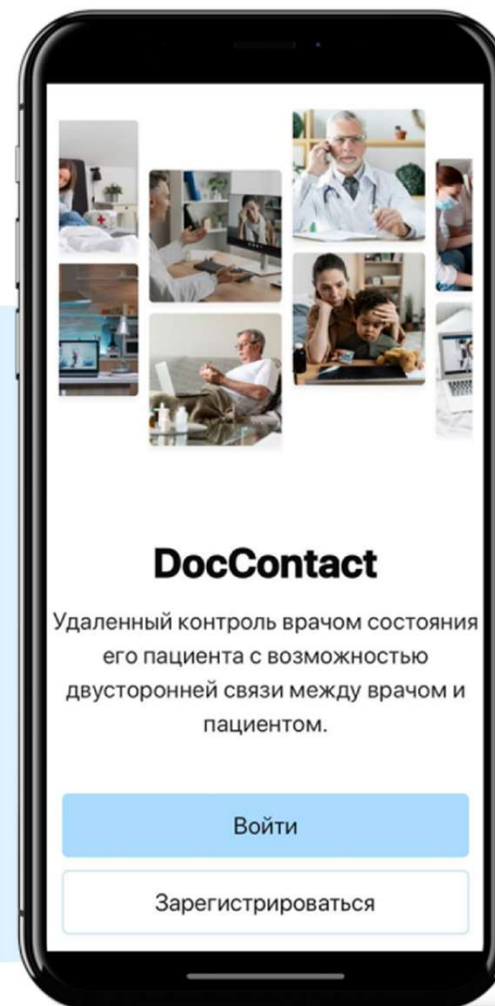 DocContact
Удаленный контроль врачом состояния
его пациента с возможностью
двусторонней связи между врачом и
пациентом.
Войти
Зарегистрироваться